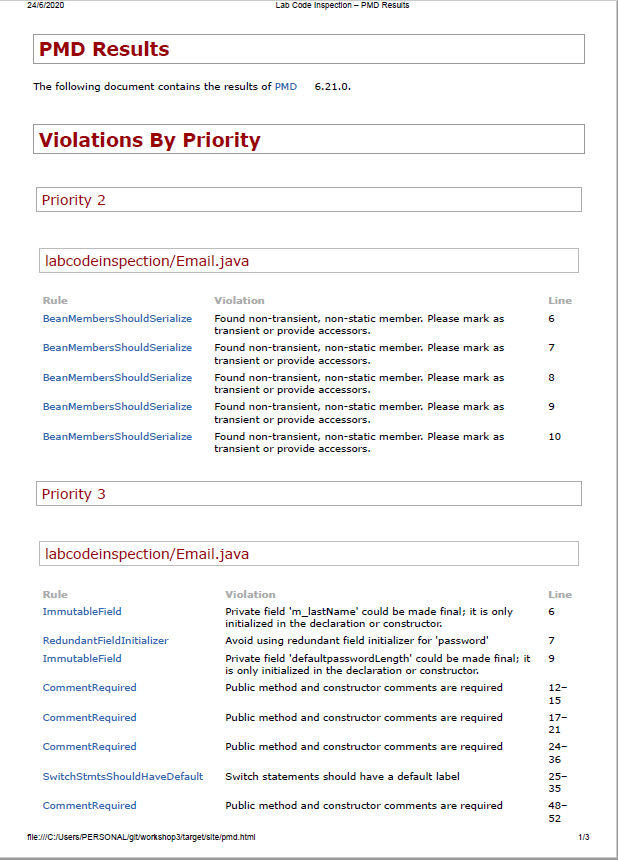 24/6/2020 Lab Code Inspection – PMD Results
PMD Results
The following document contains the results of PMD 6.21.0.
Violations By Priority
Priority 2
labcodeinspection/Email.java
Rule Violation Line
BeanMembersShouldSerialize Found non-transient, non-static member. Please mark as 6
transient or provide accessors.
BeanMembersShouldSerialize Found non-transient, non-static member. Please mark as 7
transient or provide accessors.
BeanMembersShouldSerialize Found non-transient, non-static member. Please mark as 8
transient or provide accessors.
BeanMembersShouldSerialize Found non-transient, non-static member. Please mark as 9
transient or provide accessors.
BeanMembersShouldSerialize Found non-transient, non-static member. Please mark as 10
transient or provide accessors.
Priority 3
labcodeinspection/Email.java
Rule Violation Line
ImmutableField Private field 'm_lastName' could be made final; it is only 6
initialized in the declaration or constructor.
RedundantFieldInitializer Avoid using redundant field initializer for 'password' 7
ImmutableField Private field 'defaultpasswordLength' could be made final; it 9
is only initialized in the declaration or constructor.
CommentRequired Public method and constructor comments are required 12–
15
CommentRequired Public method and constructor comments are required 17–
21
CommentRequired Public method and constructor comments are required 24–
36
SwitchStmtsShouldHaveDefault Switch statements should have a default label 25–
35
CommentRequired Public method and constructor comments are required 48–
52
file:///C:/Users/PERSONAL/git/workshop3/target/site/pmd.html 1/3